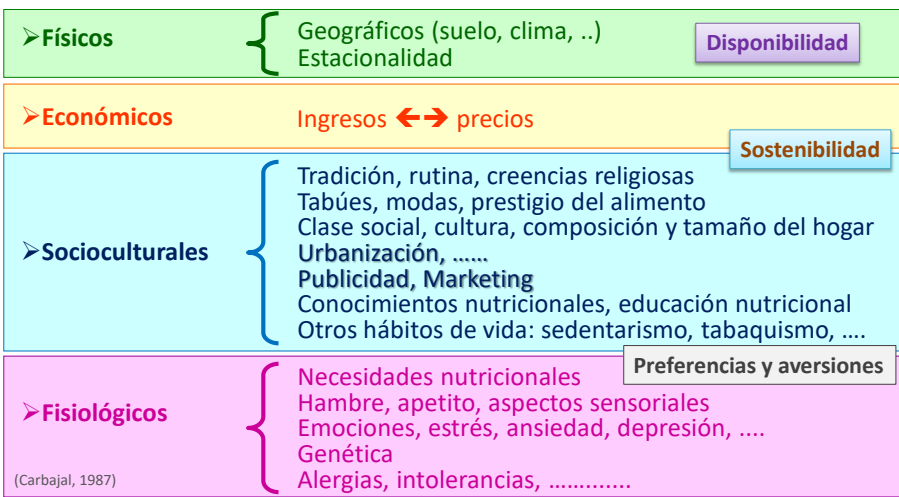 ➢Físicos
Geográficos (suelo, clima, ..)
Estacionalidad
Disponibilidad
➢Económicos
Ingresos 🡸🡺 precios
Sostenibilidad
➢Socioculturales
Tradición, rutina, creencias religiosas
Tabúes, modas, prestigio del alimento
Clase social, cultura, composición y tamaño del hogar
Urbanización, ……
Publicidad, Marketing
Conocimientos nutricionales, educación nutricional
Otros hábitos de vida: sedentarismo, tabaquismo, ….
Preferencias y aversiones
➢Fisiológicos
Necesidades nutricionales
Hambre, apetito, aspectos sensoriales
Emociones, estrés, ansiedad, depresión, ....
Genética
Alergias, intolerancias, …….......
(Carbajal, 1987)